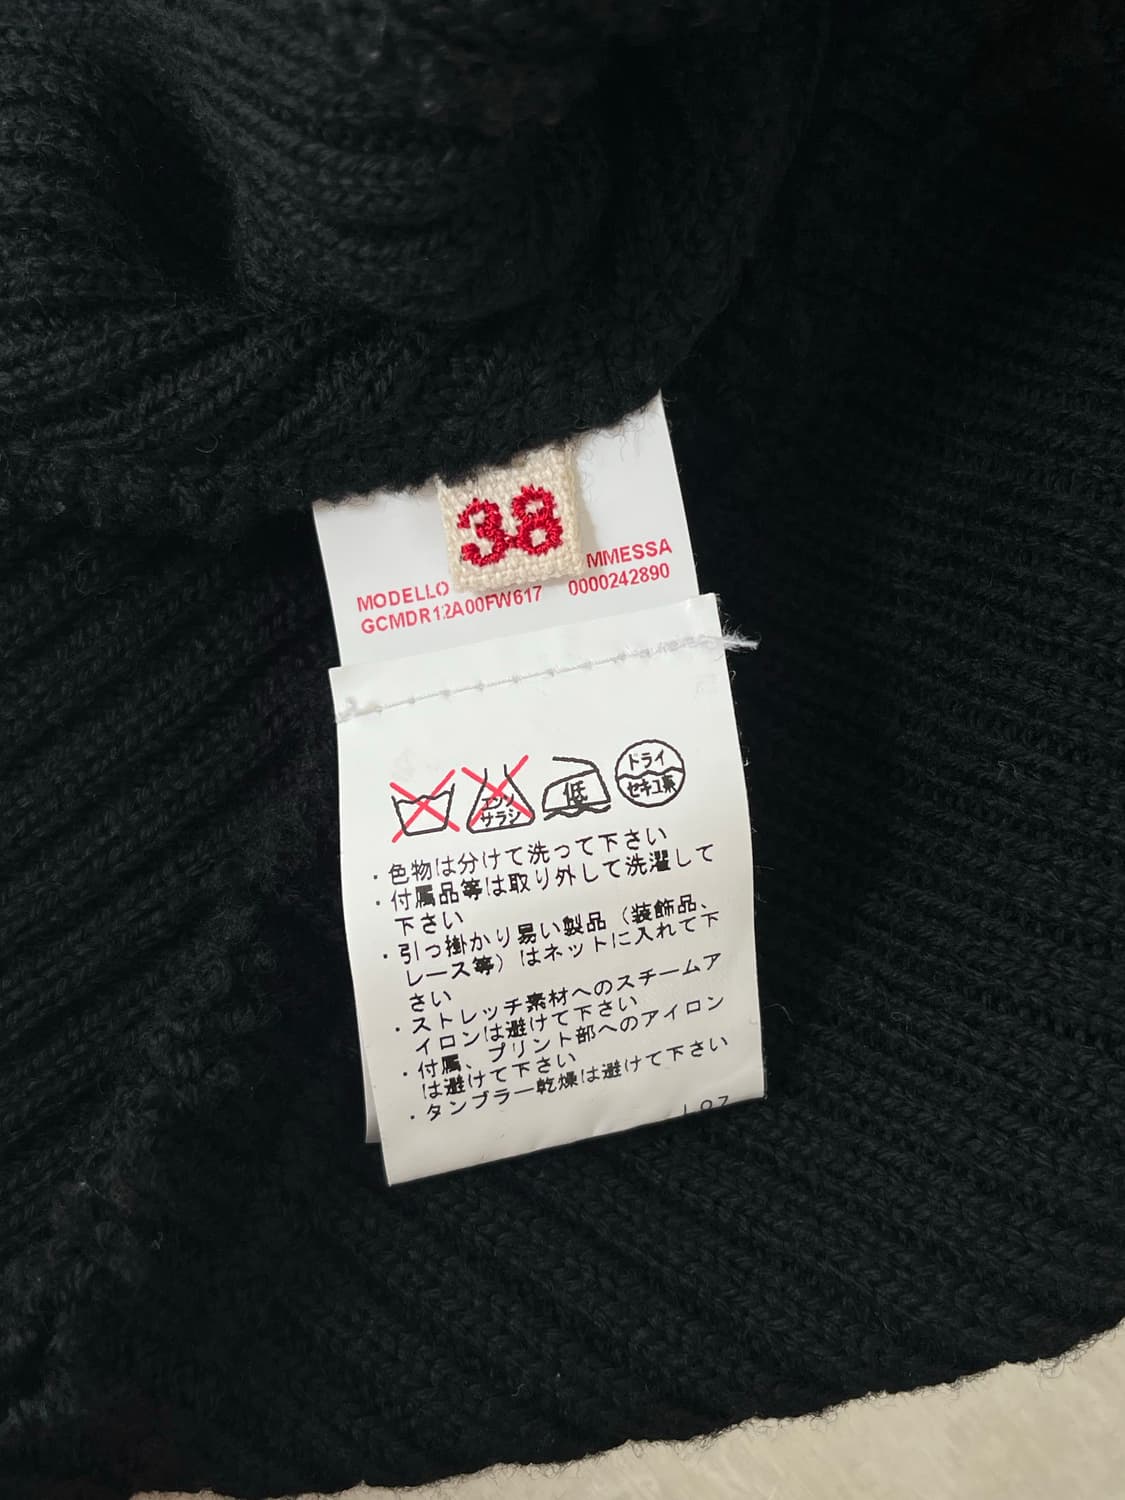 38
MODELLO MMESSA
GCMDR12A00FW617 0000242890
エンソ
サラシ
低
ドライ
セキユ系
・色物は分けて洗って下さい
・付属品等は取り外して洗濯して
下さい
・引っ掛かり易い製品（装飾品、
レース等）はネットに入れて下
さい
・ストレッチ素材へのスチームア
イロンは避けて下さい
・付属、プリント部へのアイロン
は避けて下さい
・タンブラー乾燥は避けて下さい